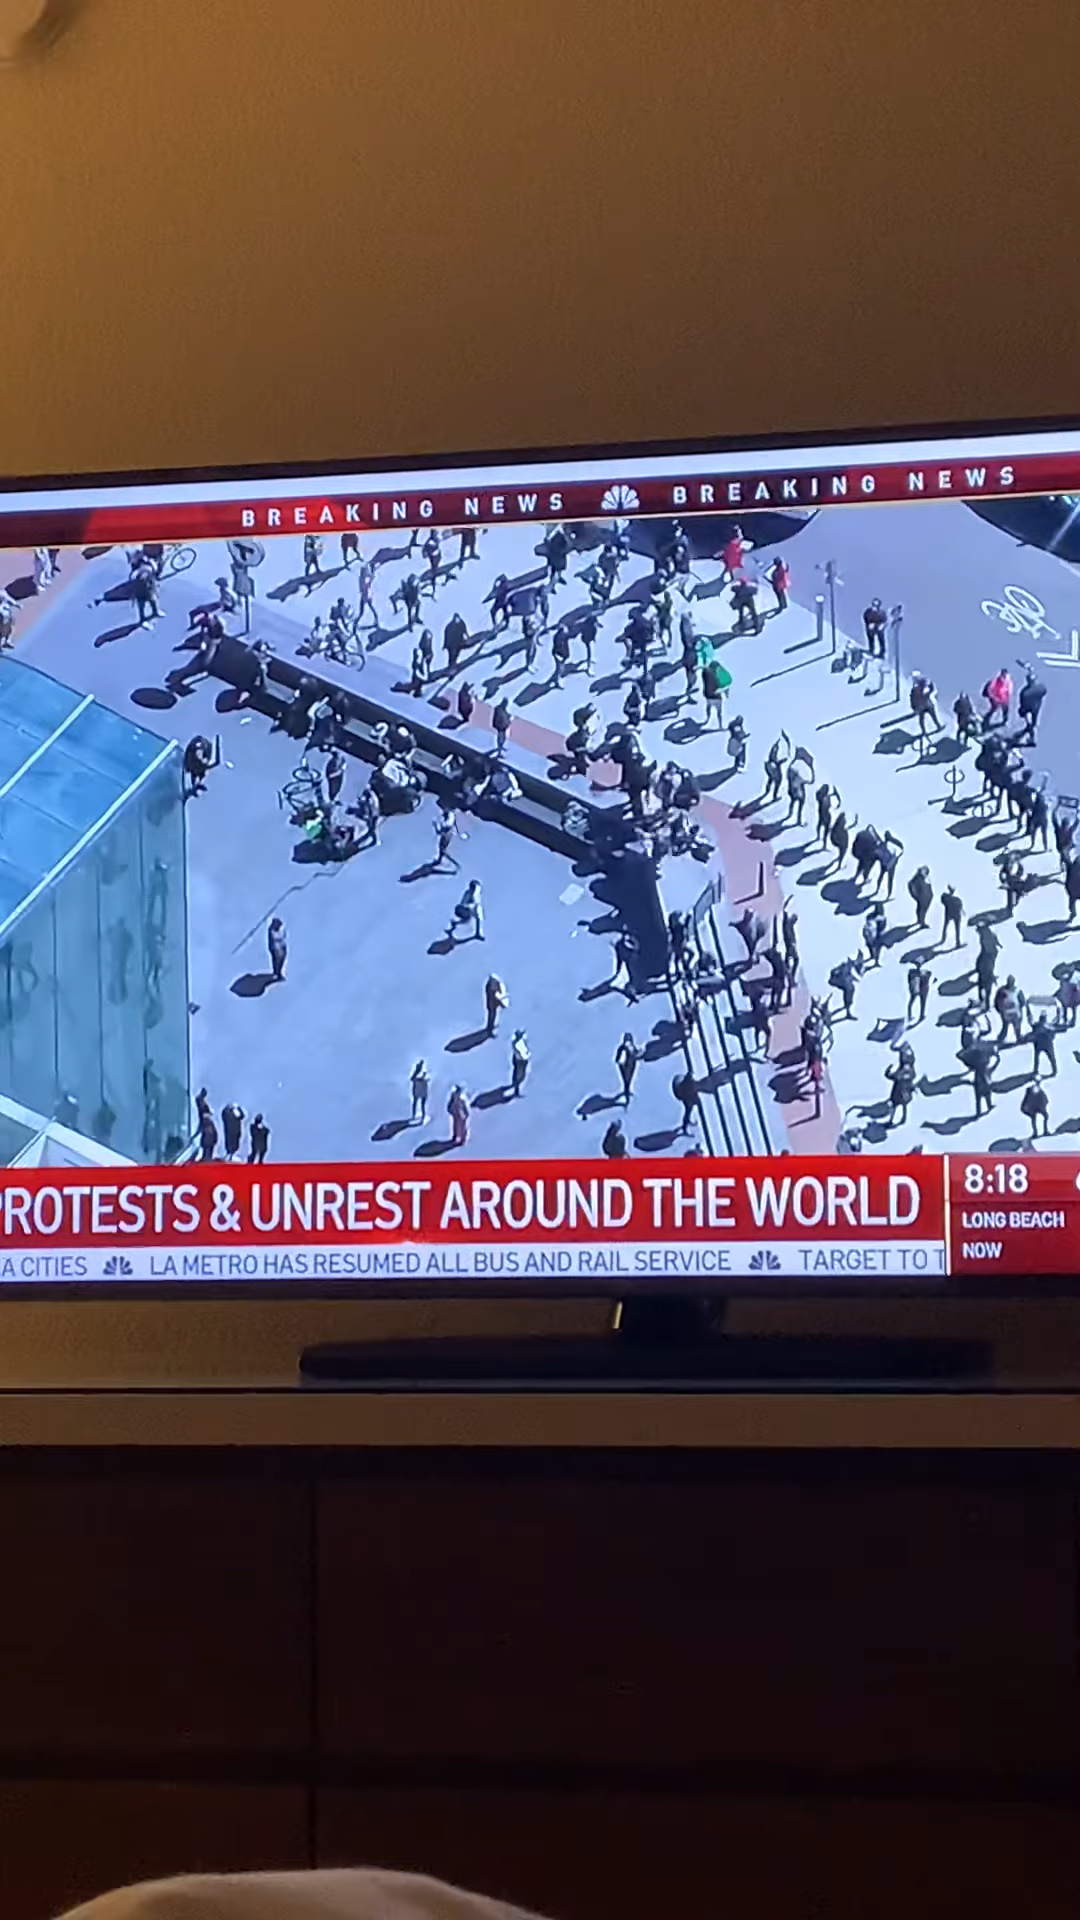 BREAKING NEWS BREAKING NEWS
PROTESTS & UNREST AROUND THE WORLD
8:18
LONG BEACH
NOW
A CITIES LA METRO HAS RESUMED ALL BUS AND RAIL SERVICE TARGET TO